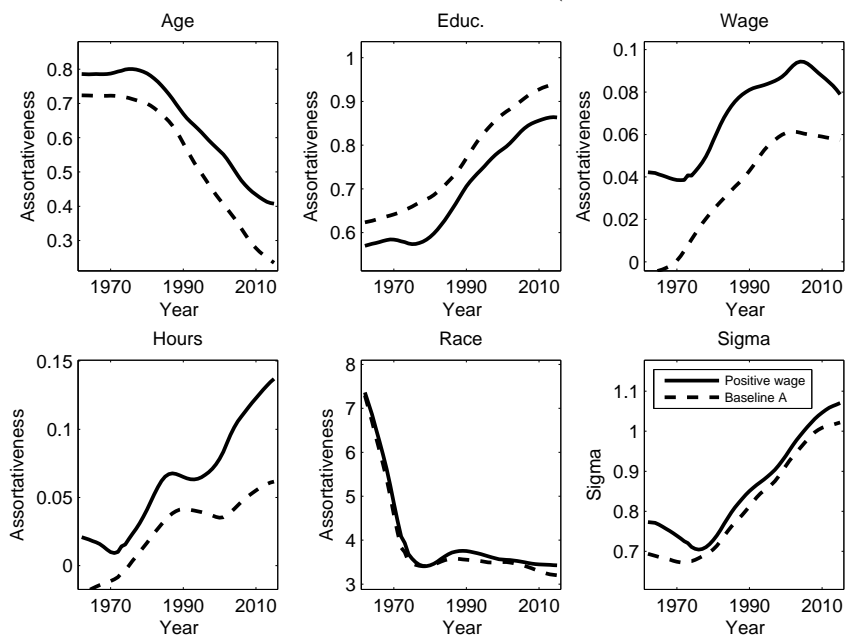 Age
Educ.
Wage
Assortativeness
0.8
0.7
0.6
0.5
0.4
0.3
1970
1990
2010
Year
Assortativeness
1
0.9
0.8
0.7
0.6
1970
1990
2010
Year
Assortativeness
0.1
0.08
0.06
0.04
0.02
0
1970
1990
2010
Year
Hours
Race
Sigma
Assortativeness
0.15
0.1
0.05
0
1970
1990
2010
Year
Assortativeness
8
7
6
5
4
3
1970
1990
2010
Year
Sigma
1.1
1
0.9
0.8
0.7
Positive wage
Baseline A
1970
1990
2010
Year